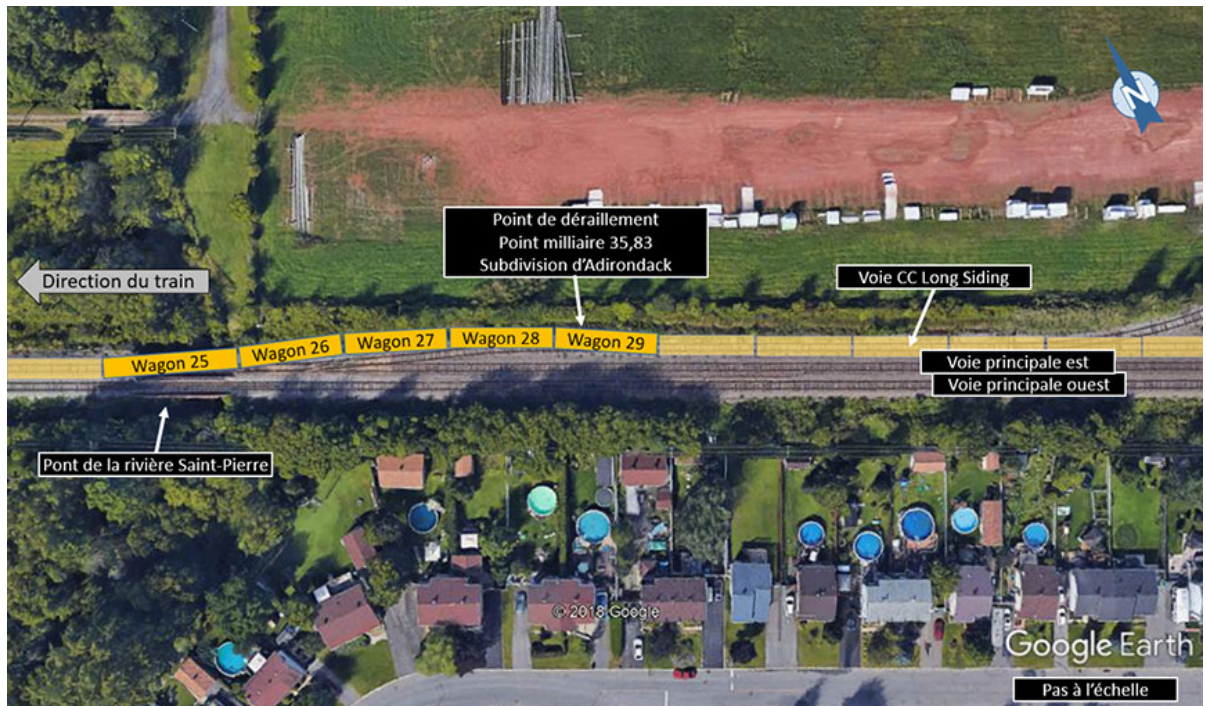 N
Point de déraillement
Point milliaire 35,83
Subdivision d'Adirondack
Direction du train
Voie CC Long Siding
Wagon 25
Wagon 26
Wagon 27
Wagon 28
Wagon 29
Voie principale est
Voie principale ouest
Pont de la rivière Saint-Pierre
© 2018 Google
Google Earth
Pas à l'échelle